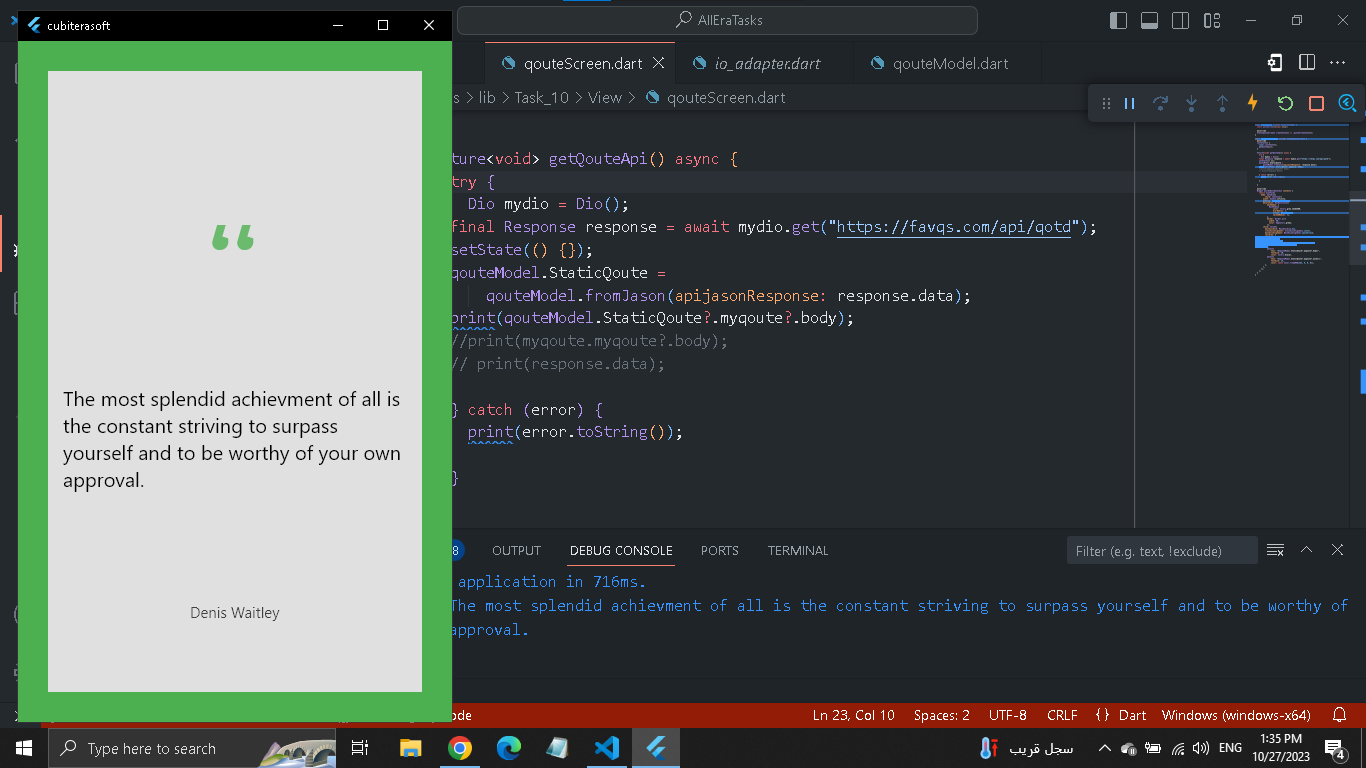 cubiterasoft
AllEraTasks
qouteScreen.dart
io_adapter.dart
qouteModel.dart
s > lib > Task_10 > View > qouteScreen.dart
“
The most splendid achievment of all is
the constant striving to surpass
yourself and to be worthy of your own
approval.
Denis Waitley
ture<void> getQouteApi() async {
try {
Dio mydio = Dio();
final Response response = await mydio.get("https://favqs.com/api/qotd");
setState(() {});
qouteModel.StaticQoute =
qouteModel.fromJason(apijasonResponse: response.data);
print(qouteModel.StaticQoute?.myqoute?.body);
//print(myqoute.myqoute?.body);
// print(response.data);
} catch (error) {
print(error.toString());
}
8
OUTPUT
DEBUG CONSOLE
PORTS
TERMINAL
Filter (e.g. text, !exclude)
application in 716ms.
The most splendid achievment of all is the constant striving to surpass yourself and to be worthy of
approval.
ode
Ln 23, Col 10
Spaces: 2
UTF-8
CRLF
{ } Dart
Windows (windows-x64)
Type here to search
سجل قريب
ENG
1:35 PM
10/27/2023
4